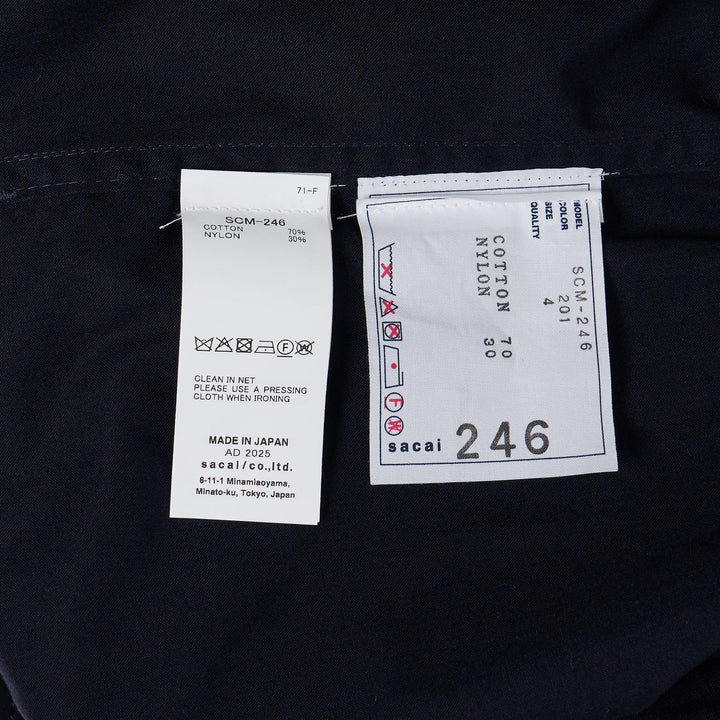 71-F
SCM-246
COTTON 70%
NYLON 30%
F
W
CLEAN IN NET
PLEASE USE A PRESSING
CLOTH WHEN IRONING
MADE IN JAPAN
AD 2025
sacai/co.,ltd.
6-11-1 Minamiaoyama,
Minato-ku, Tokyo, Japan
MODEL SCM-246
COLOR 201
SIZE 4
QUALITY
COTTON 70
NYLON 30
F
W
sacai 246